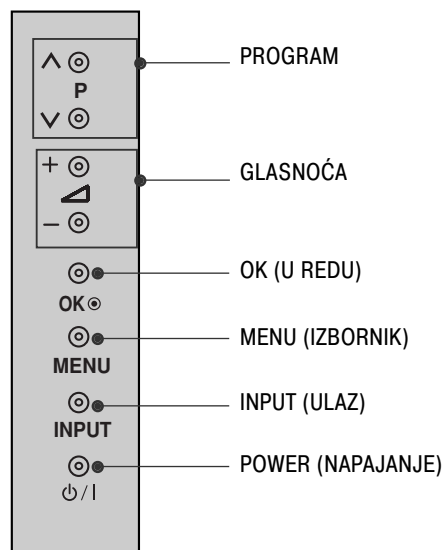 PROGRAM
P
+
GLASNOĆA
−
OK (U REDU)
OK
MENU (IZBORNIK)
MENU
INPUT (ULAZ)
INPUT
POWER (NAPAJANJE)
⏻/I